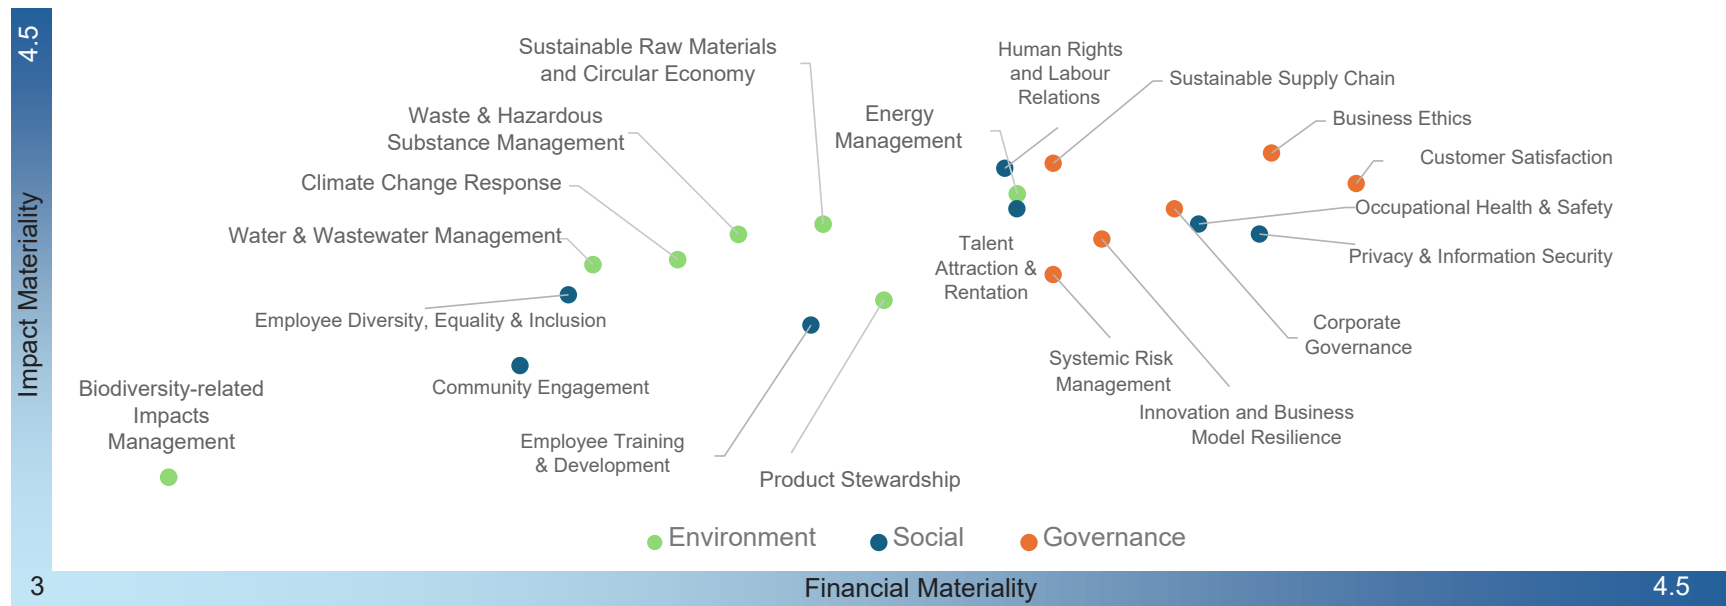 4.5
Impact Materiality
Sustainable Raw Materials
and Circular Economy
Human Rights
and Labour
Relations
Sustainable Supply Chain
Waste & Hazardous
Substance Management
Energy
Management
Business Ethics
Customer Satisfaction
Climate Change Response
Occupational Health & Safety
Water & Wastewater Management
Talent
Attraction &
Rentation
Privacy & Information Security
Employee Diversity, Equality & Inclusion
Corporate
Governance
Systemic Risk
Management
Community Engagement
Biodiversity-related
Impacts
Management
Innovation and Business
Model Resilience
Employee Training
& Development
Product Stewardship
Environment
Social
Governance
3
Financial Materiality
4.5